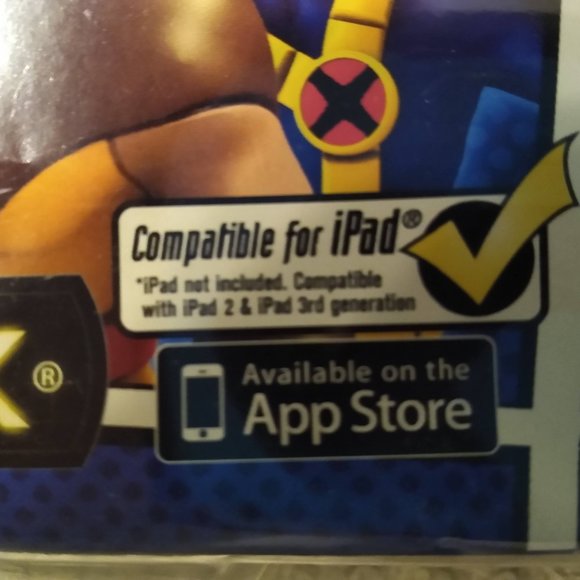 Compatible for iPad®
*iPad not included. Compatible
with iPad 2 & iPad 3rd generation
X®
Available on the
App Store